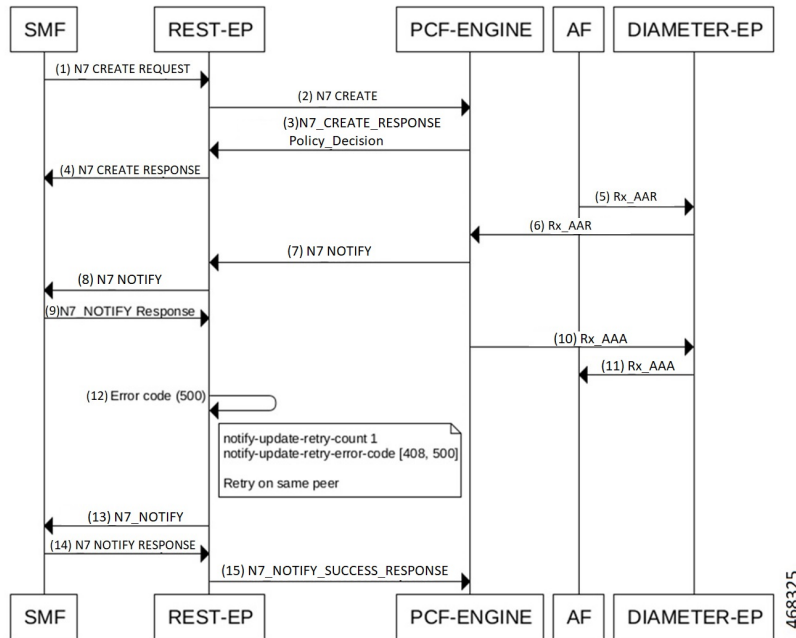 SMF
REST-EP
PCF-ENGINE
AF
DIAMETER-EP
(1) N7 CREATE REQUEST
(2) N7 CREATE
(3)N7_CREATE_RESPONSE
Policy_Decision
(4) N7 CREATE RESPONSE
(5) Rx_AAR
(6) Rx_AAR
(7) N7 NOTIFY
(8) N7 NOTIFY
(9)N7_NOTIFY Response
(10) Rx_AAA
(11) Rx_AAA
(12) Error code (500)
notify-update-retry-count 1
notify-update-retry-error-code [408, 500]
Retry on same peer
(13) N7_NOTIFY
(14) N7 NOTIFY RESPONSE
(15) N7_NOTIFY_SUCCESS_RESPONSE
SMF
REST-EP
PCF-ENGINE
AF
DIAMETER-EP
468325